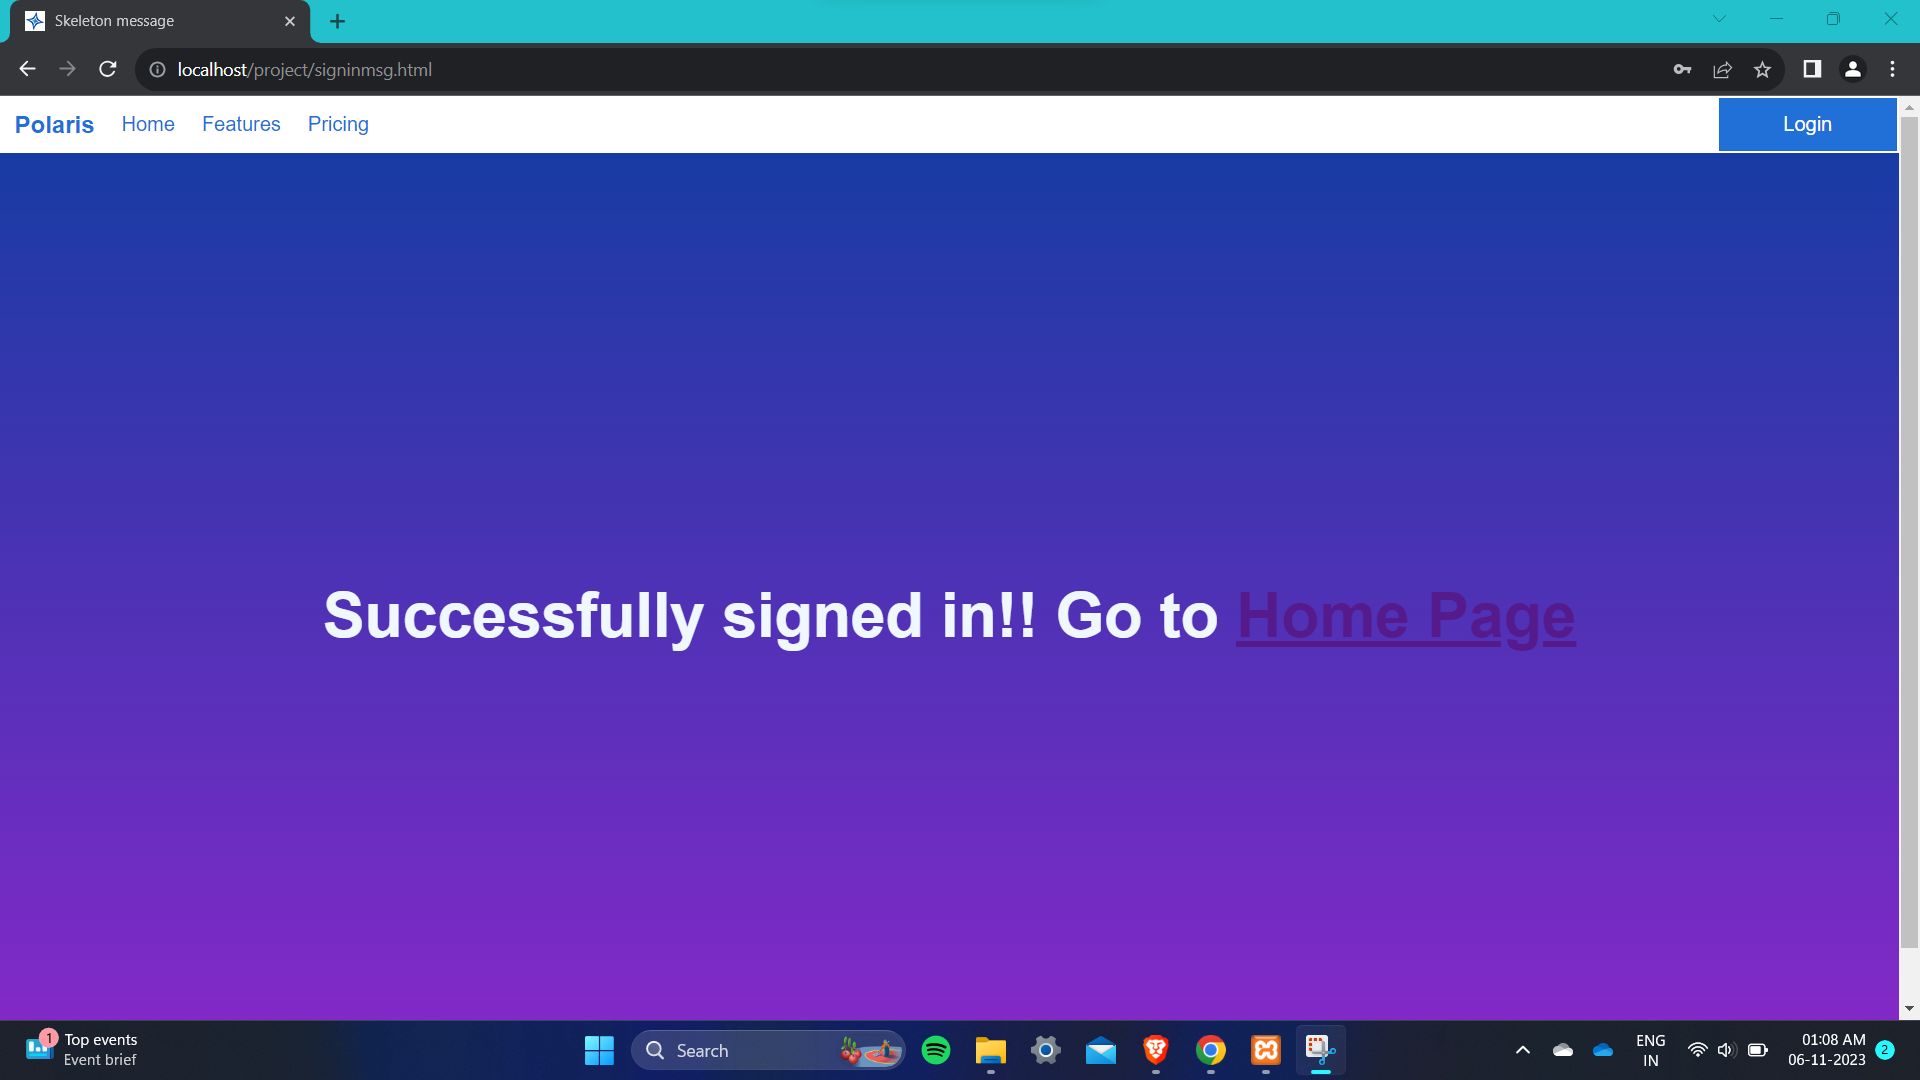 Skeleton message
localhost/project/signinmsg.html
Polaris Home Features Pricing Login
Successfully signed in!! Go to Home Page
1 Top events
Event brief
Search
ENG
IN
01:08 AM
06-11-2023
2